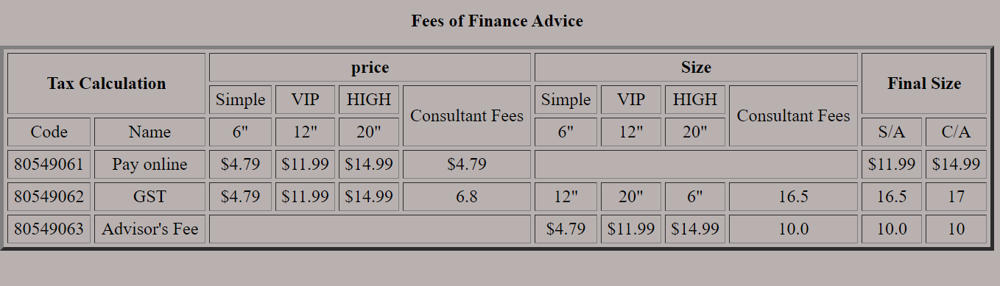 Fees of Finance Advice
Tax Calculation price Size Final Size
Simple VIP HIGH Consultant Fees Simple VIP HIGH Consultant Fees
Code Name 6" 12" 20" 6" 12" 20" S/A C/A
80549061 Pay online $4.79 $11.99 $14.99 $4.79 $11.99 $14.99
80549062 GST $4.79 $11.99 $14.99 6.8 12" 20" 6" 16.5 16.5 17
80549063 Advisor's Fee $4.79 $11.99 $14.99 10.0 10.0 10